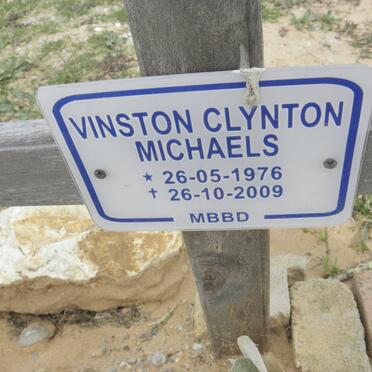 VINSTON CLYNTON
MICHAELS
★ 26-05-1976
✝ 26-10-2009
MBBD